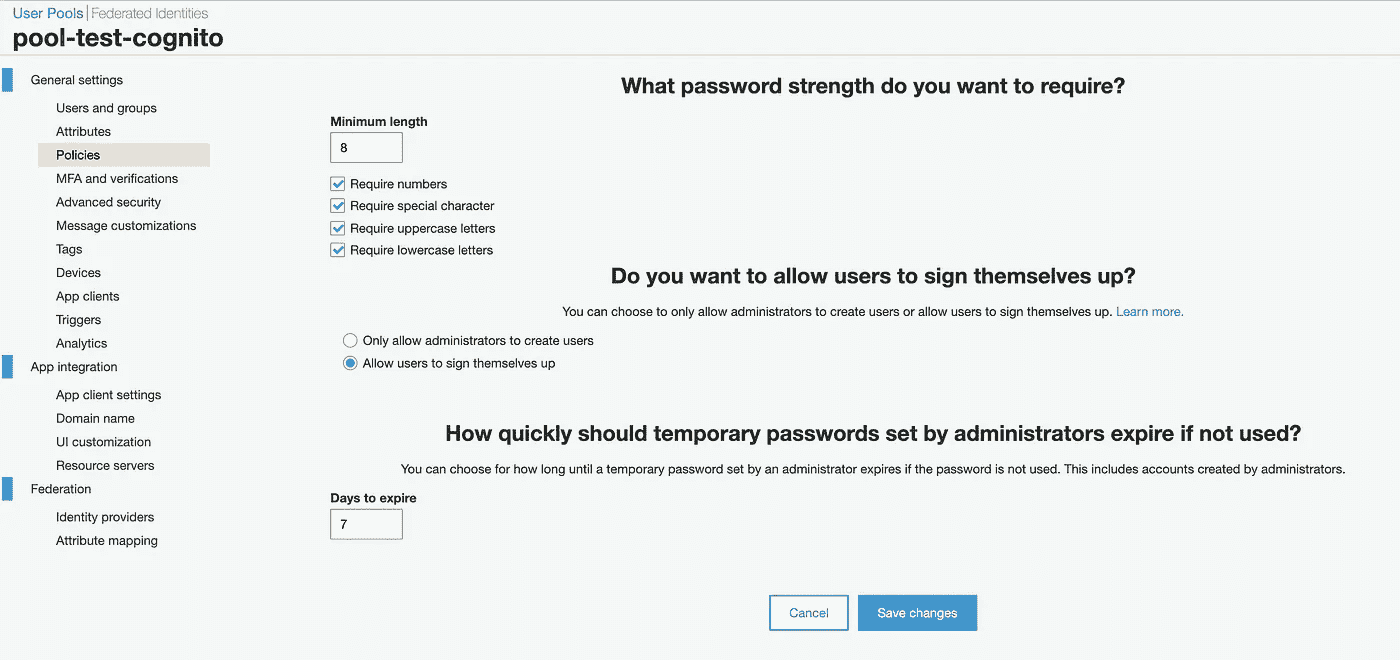 User Pools | Federated Identities
pool-test-cognito
General settings
Users and groups
Attributes
Policies
MFA and verifications
Advanced security
Message customizations
Tags
Devices
App clients
Triggers
Analytics
App integration
App client settings
Domain name
UI customization
Resource servers
Federation
Identity providers
Attribute mapping
What password strength do you want to require?
Minimum length
8
Require numbers
Require special character
Require uppercase letters
Require lowercase letters
Do you want to allow users to sign themselves up?
You can choose to only allow administrators to create users or allow users to sign themselves up. Learn more.
Only allow administrators to create users
Allow users to sign themselves up
How quickly should temporary passwords set by administrators expire if not used?
You can choose for how long until a temporary password set by an administrator expires if the password is not used. This includes accounts created by administrators.
Days to expire
7
Cancel
Save changes